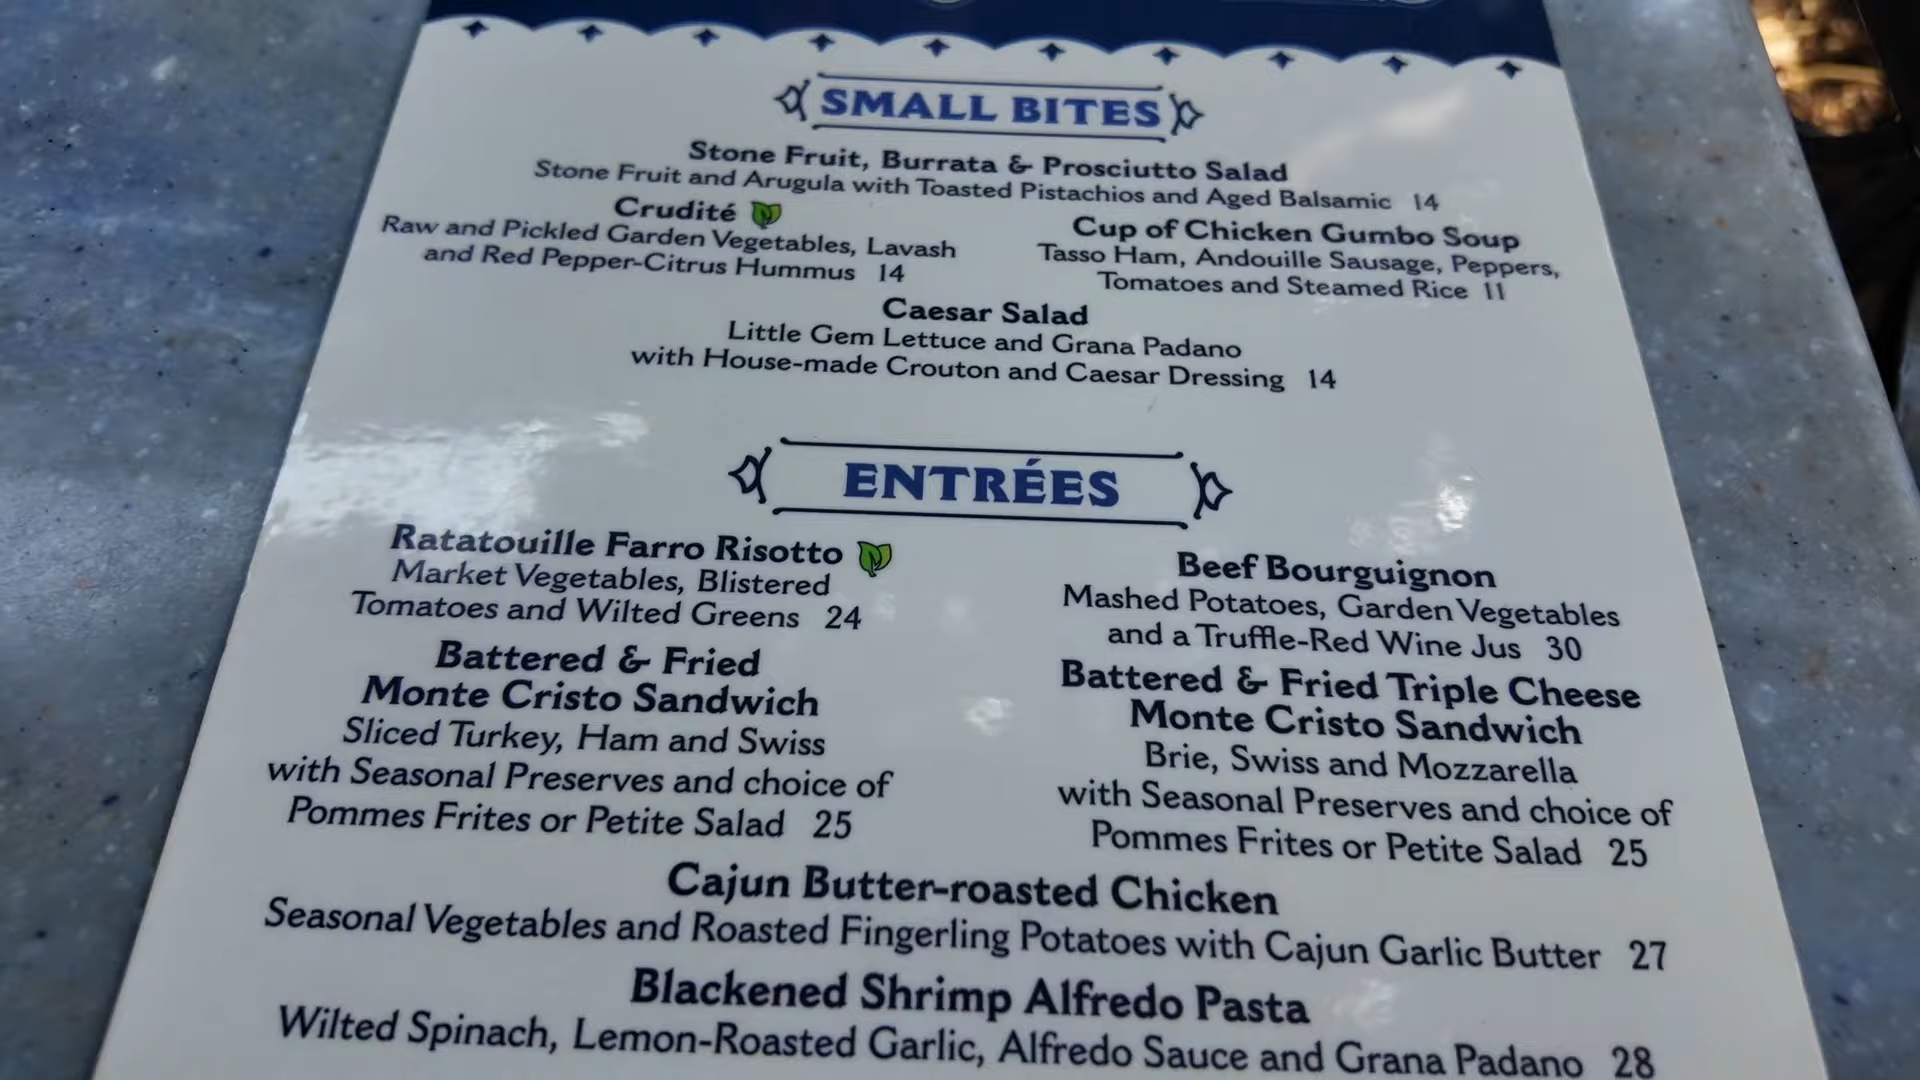 SMALL BITES
Stone Fruit, Burrata & Prosciutto Salad
Stone Fruit and Arugula with Toasted Pistachios and Aged Balsamic 14
Crudité
Raw and Pickled Garden Vegetables, Lavash
and Red Pepper-Citrus Hummus 14
Cup of Chicken Gumbo Soup
Tasso Ham, Andouille Sausage, Peppers,
Tomatoes and Steamed Rice 11
Caesar Salad
Little Gem Lettuce and Grana Padano
with House-made Crouton and Caesar Dressing 14
ENTRÉES
Ratatouille Farro Risotto
Market Vegetables, Blistered
Tomatoes and Wilted Greens 24
Beef Bourguignon
Mashed Potatoes, Garden Vegetables
and a Truffle-Red Wine Jus 30
Battered & Fried
Monte Cristo Sandwich
Sliced Turkey, Ham and Swiss
with Seasonal Preserves and choice of
Pommes Frites or Petite Salad 25
Battered & Fried Triple Cheese
Monte Cristo Sandwich
Brie, Swiss and Mozzarella
with Seasonal Preserves and choice of
Pommes Frites or Petite Salad 25
Cajun Butter-roasted Chicken
Seasonal Vegetables and Roasted Fingerling Potatoes with Cajun Garlic Butter 27
Blackened Shrimp Alfredo Pasta
Wilted Spinach, Lemon-Roasted Garlic, Alfredo Sauce and Grana Padano 28